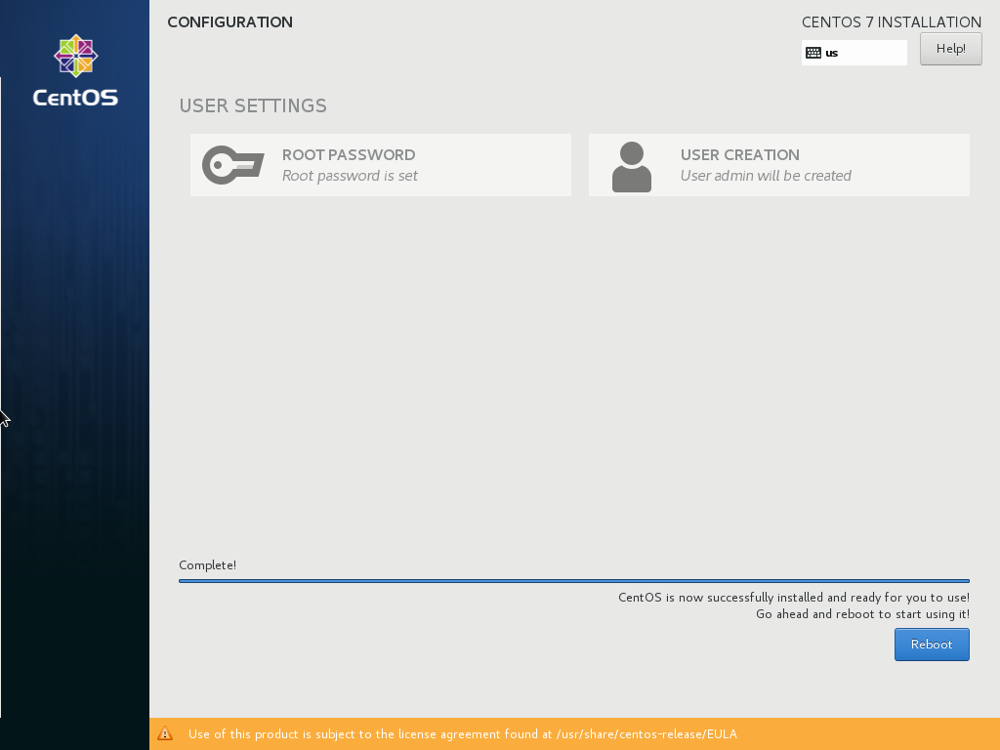 CentOS
CONFIGURATION
CENTOS 7 INSTALLATION
us
Help!
USER SETTINGS
ROOT PASSWORD
Root password is set
USER CREATION
User admin will be created
Complete!
CentOS is now successfully installed and ready for you to use!
Go ahead and reboot to start using it!
Reboot
Use of this product is subject to the license agreement found at /usr/share/centos-release/EULA